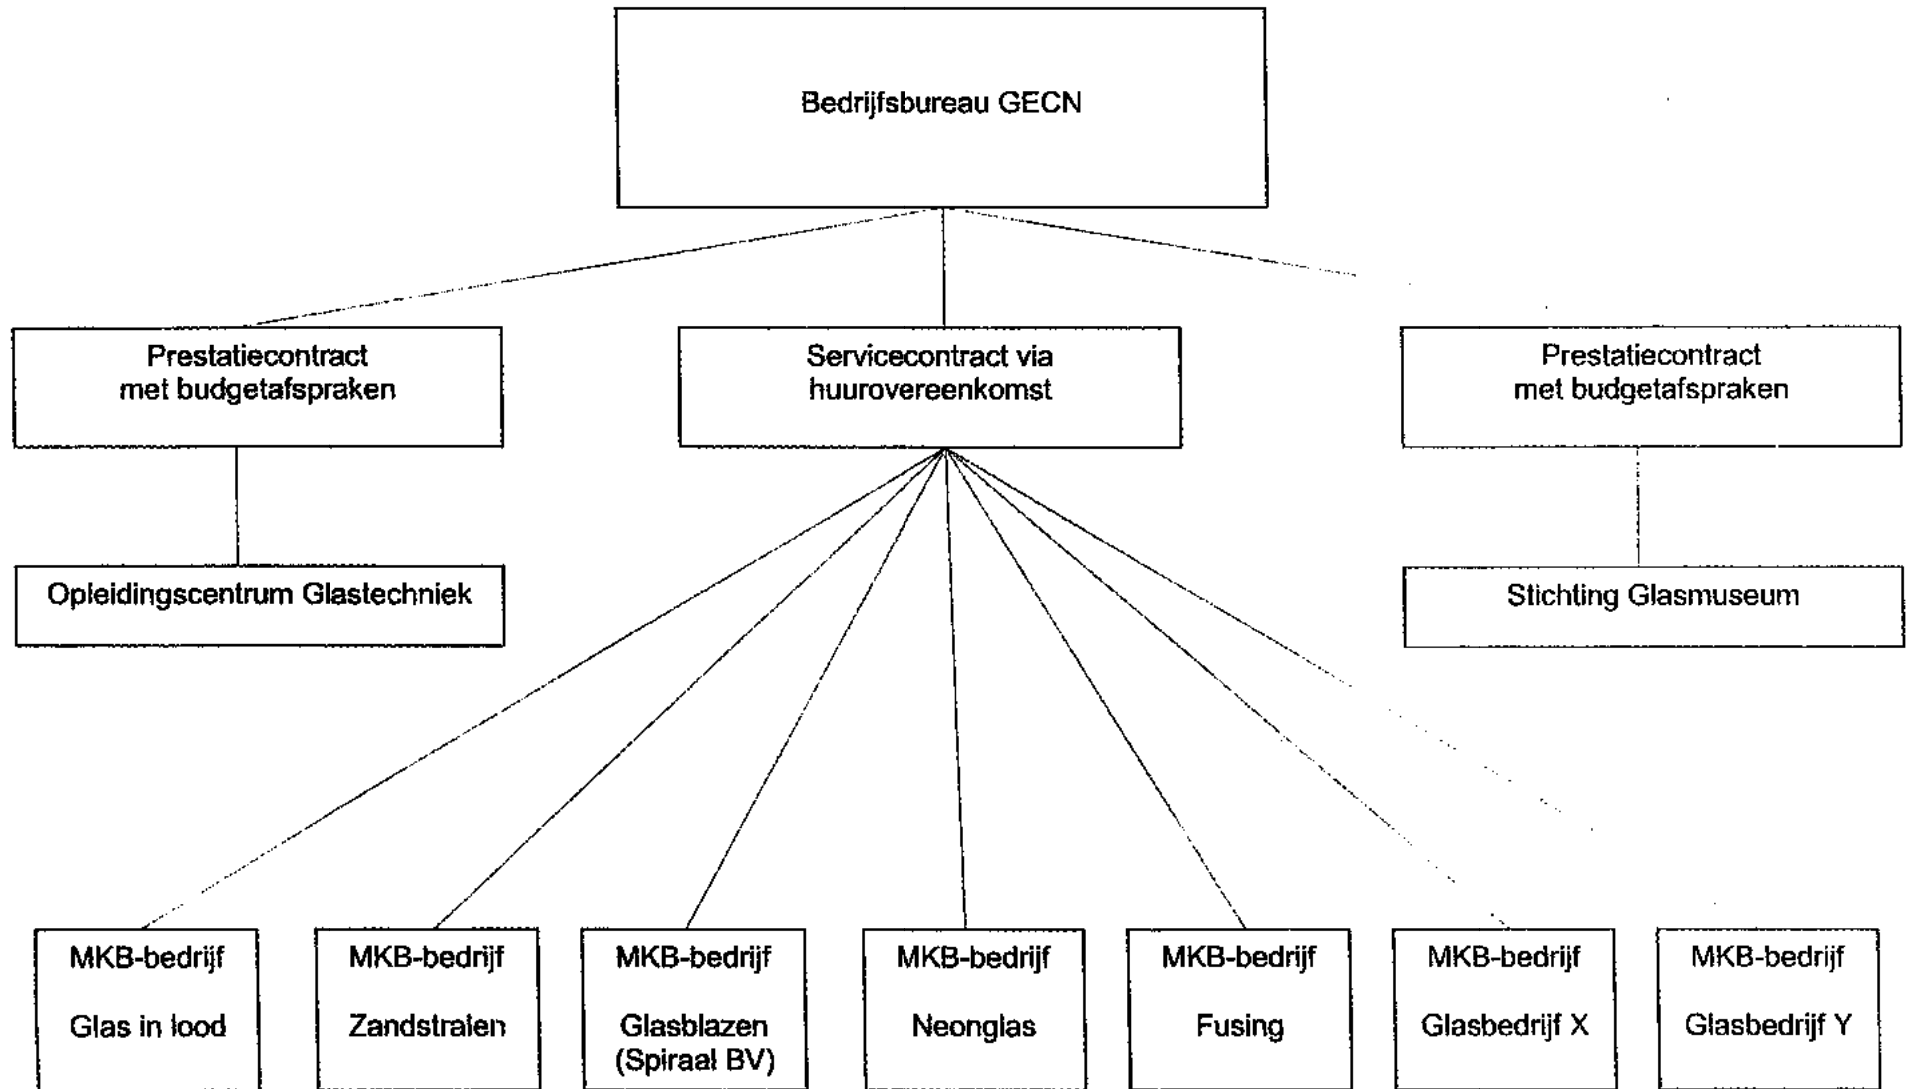 Bedrijfsbureau GECN
Prestatiecontract
met budgetafspraken
Servicecontract via
huurovereenkomst
Prestatiecontract
met budgetafspraken
Opleidingscentrum Glastechniek
Stichting Glasmuseum
MKB-bedrijf
Glas in lood
MKB-bedrijf
Zandstralen
MKB-bedrijf
Glasblazen
(Spiraal BV)
MKB-bedrijf
Neonglas
MKB-bedrijf
Fusing
MKB-bedrijf
Glasbedrijf X
MKB-bedrijf
Glasbedrijf Y